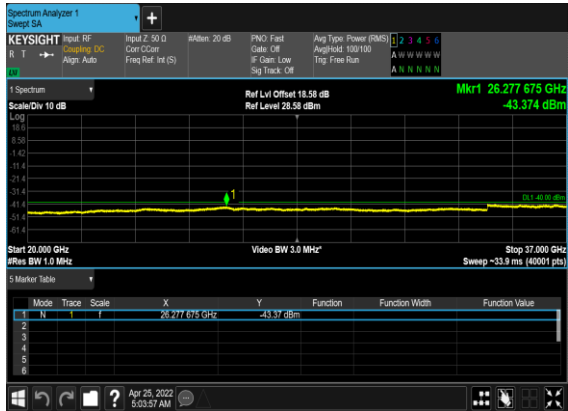 Spectrum Analyzer 1
Swept SA
+
KEYSIGHT
R T
LXI
Input: RF
Coupling: DC
Align: Auto
Input Z: 50 Ω
Corr CCorr
Freq Ref: Int (S)
#Atten: 20 dB
PNO: Fast
Gate: Off
IF Gain: Low
Sig Track: Off
Avg Type: Power (RMS)
Avg|Hold: 100/100
Trig: Free Run
1 2 3 4 5 6
A W W W W W
A N N N N N
1 Spectrum
Scale/Div 10 dB
Ref Lvl Offset 18.58 dB
Ref Level 28.58 dBm
Mkr1 26.277 675 GHz
-43.374 dBm
Log
18.6
8.58
-1.42
-11.4
-21.4
-31.4
-41.4
-51.4
-61.4
1
DL1 -40.00 dBm
Start 20.000 GHz
#Res BW 1.0 MHz
Video BW 3.0 MHz*
Stop 37.000 GHz
Sweep ~33.9 ms (40001 pts)
5 Marker Table
Mode Trace Scale X Y Function Function Width Function Value
1 N 1 f 26.277 675 GHz -43.37 dBm
2
3
4
5
6
?
Apr 25, 2022
5:03:57 AM